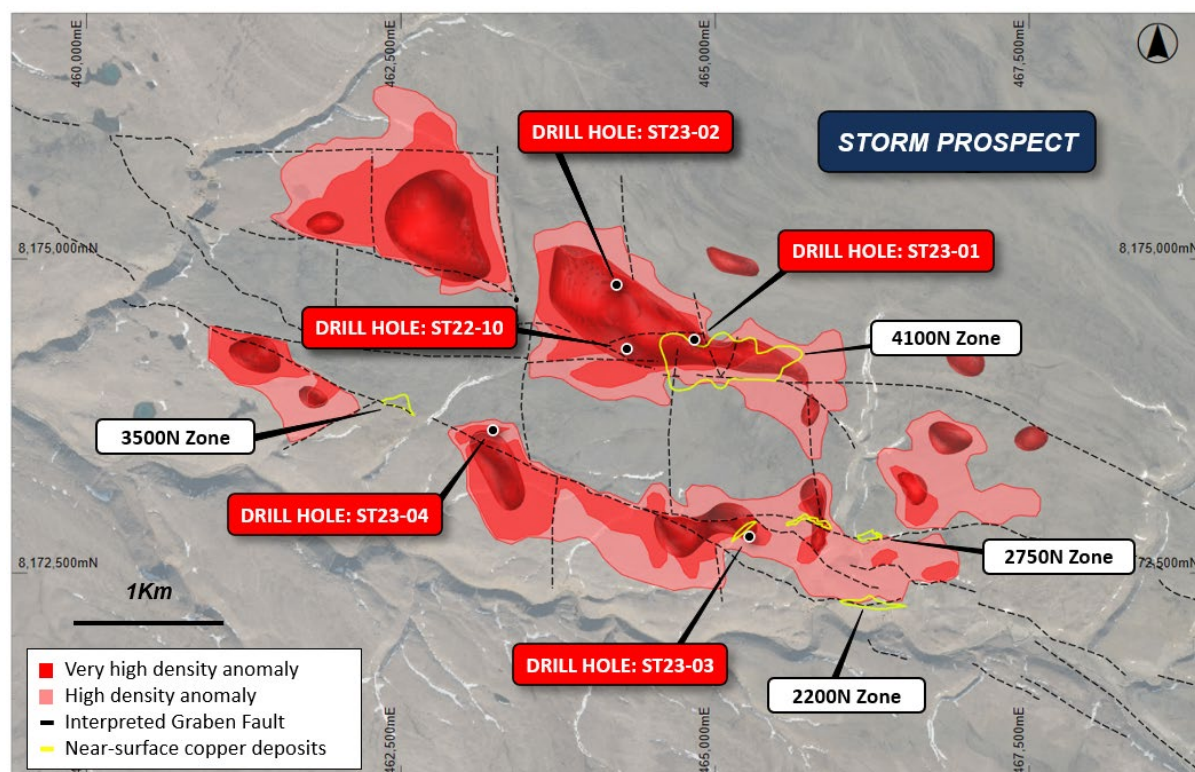 460,000mE
462,500mE
465,000mE
467,500mE
DRILL HOLE: ST23-02
STORM PROSPECT
8,175,000mN
8,175,000mN
DRILL HOLE: ST23-01
DRILL HOLE: ST22-10
4100N Zone
3500N Zone
DRILL HOLE: ST23-04
2750N Zone
8,172,500mN
72,500mN
1Km
DRILL HOLE: ST23-03
2200N Zone
Very high density anomaly
High density anomaly
Interpreted Graben Fault
Near-surface copper deposits
462,500mE
465,000mE
467,500mE